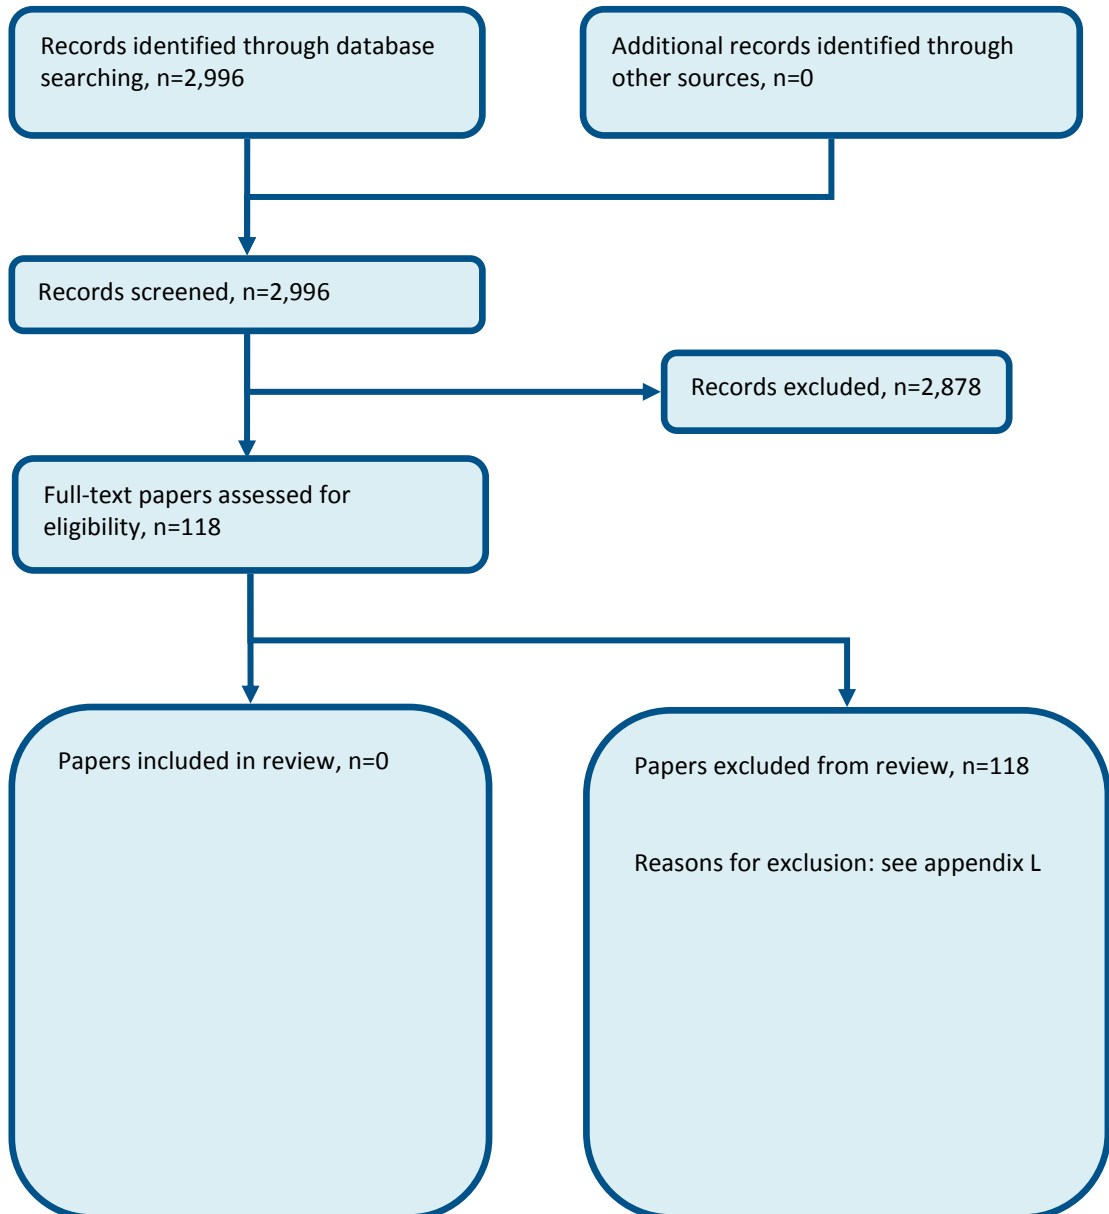 Records identified through database
searching, n=2,996
Additional records identified through
other sources, n=0
Records screened, n=2,996
Records excluded, n=2,878
Full-text papers assessed for
eligibility, n=118
Papers included in review, n=0
Papers excluded from review, n=118
Reasons for exclusion: see appendix L